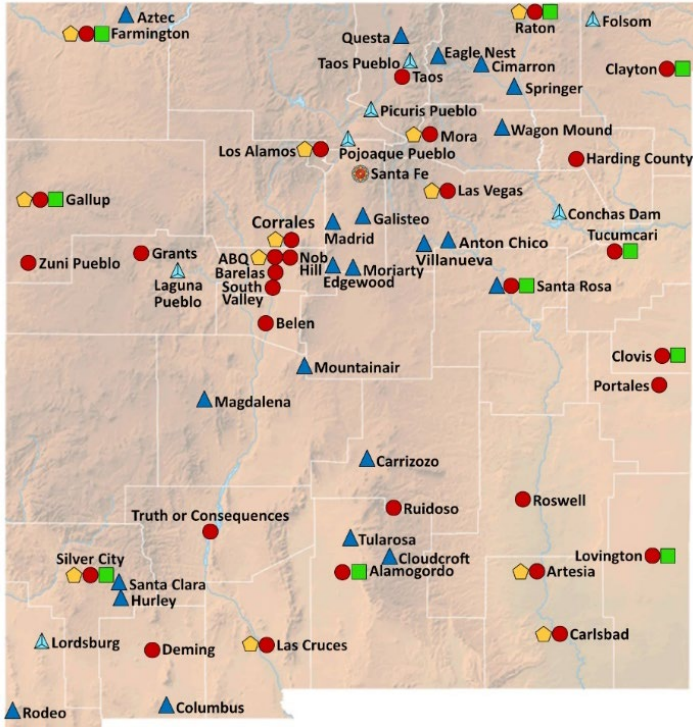 Aztec
Farmington
Raton
Folsom
Questa
Eagle Nest
Taos Pueblo
Cimarron
Taos
Clayton
Springer
Picuris Pueblo
Wagon Mound
Mora
Los Alamos
Pojoaque Pueblo
Harding County
Santa Fe
Las Vegas
Gallup
Conchas Dam
Corrales
Galisteo
Madrid
Tucumcari
Anton Chico
Villanueva
Grants
Zuni Pueblo
ABQ
Nob
Hill
Barelas
Moriarty
Edgewood
Laguna
Pueblo
South
Valley
Santa Rosa
Belen
Clovis
Mountainair
Portales
Magdalena
Carrizozo
Roswell
Ruidoso
Truth or Consequences
Tularosa
Silver City
Cloudcroft
Lovington
Alamogordo
Artesia
Santa Clara
Hurley
Carlsbad
Lordsburg
Deming
Las Cruces
Columbus
Rodeo